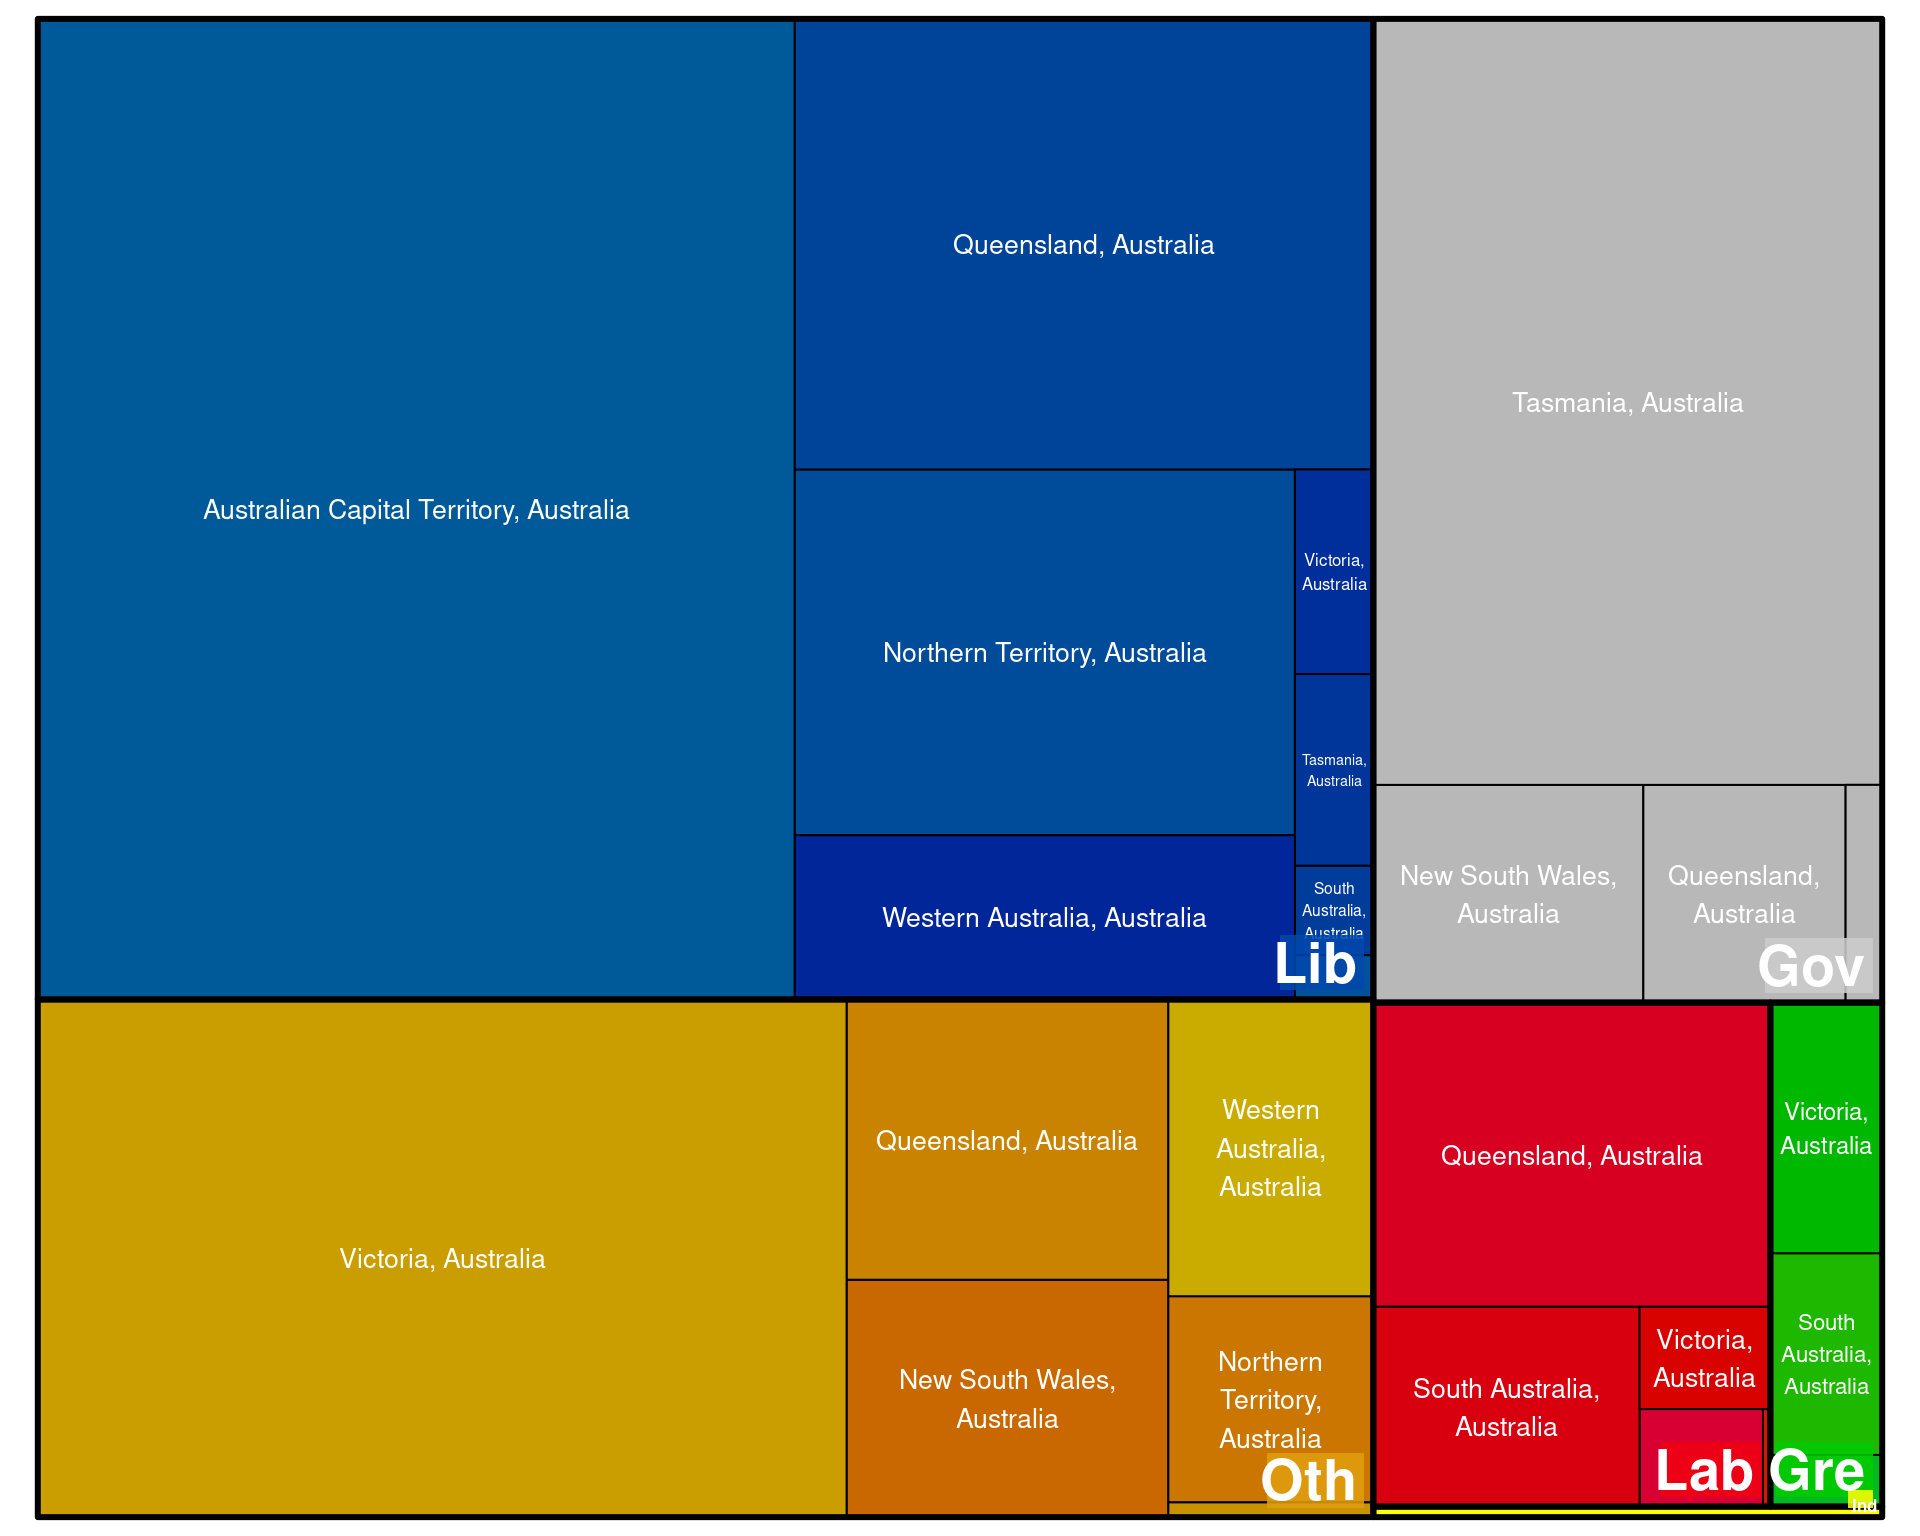 Australian Capital Territory, Australia
Queensland, Australia
Northern Territory, Australia
Victoria,
Australia
Tasmania,
Australia
South
Australia,
Australia
Western Australia, Australia
Lib
Tasmania, Australia
New South Wales,
Australia
Queensland,
Australia
Gov
Victoria, Australia
Queensland, Australia
New South Wales,
Australia
Western
Australia,
Australia
Northern
Territory,
Australia
Oth
Queensland, Australia
South Australia,
Australia
Victoria,
Australia
Lab
Victoria,
Australia
South
Australia,
Australia
Gre
Ind